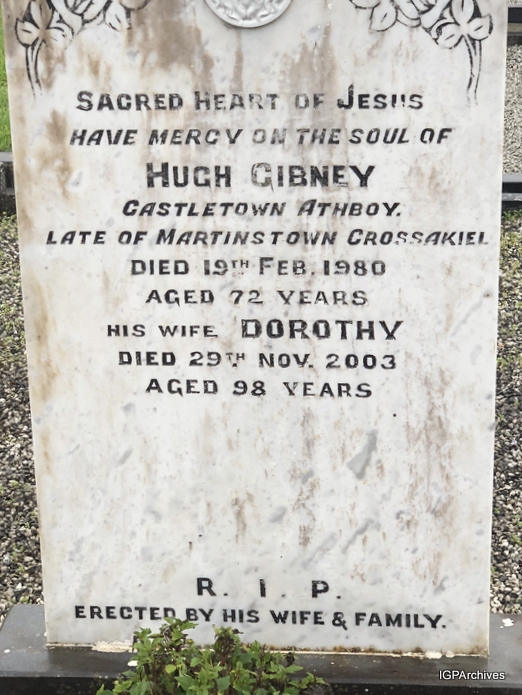 Sacred Heart of Jesus
have mercy on the soul of
Hugh Gibney
Castletown Athboy.
late of Martinstown Crossakiel
died 19th Feb. 1980
aged 72 years
his wife Dorothy
died 29th Nov. 2003
aged 98 years
R. I. P.
Erected by his wife & family.
IGPArchives